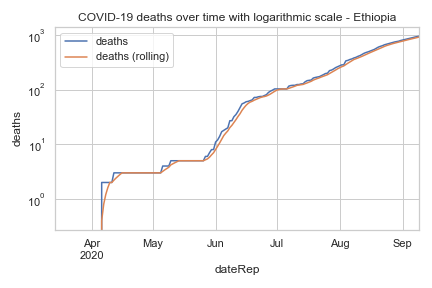 COVID-19 deaths over time with logarithmic scale - Ethiopia
deaths
deaths (rolling)
10³
10²
10¹
10⁰
deaths
Apr
2020
May
Jun
Jul
Aug
Sep
dateRep